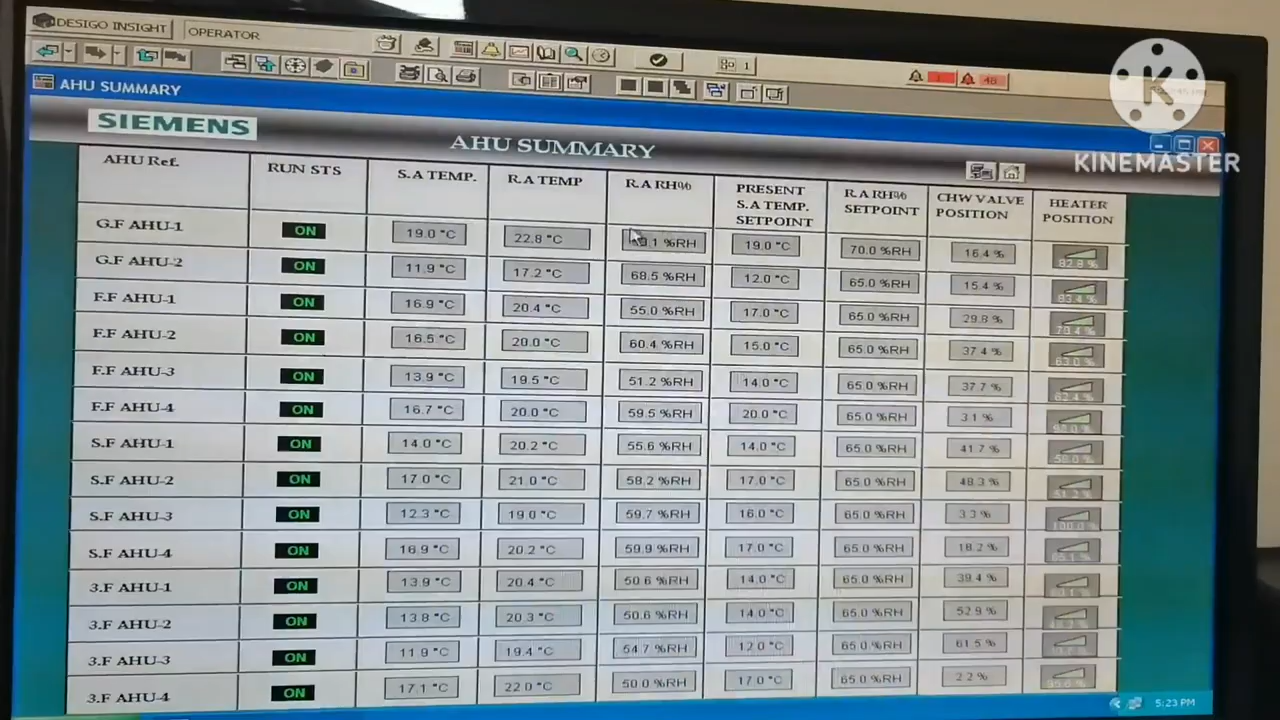 DESIGO INSIGHT OPERATOR
1
AHU SUMMARY
SIEMENS
AHU SUMMARY
KINEMASTER
AHU Ref. RUN STS S.A TEMP. R.A TEMP R.A RH% PRESENT S.A TEMP. SETPOINT R.A RH% SETPOINT CHW VALVE POSITION HEATER POSITION
G.F AHU-1 ON 19.0 °C 22.8 °C %RH 19.0 °C 70.0 %RH 16.4 % 82.8 %
G.F AHU-2 ON 11.9 °C 17.2 °C 68.5 %RH 12.0 °C 65.0 %RH 15.4 % 83.4 %
F.F AHU-1 ON 16.9 °C 20.4 °C 55.0 %RH 17.0 °C 65.0 %RH 29.8 % 70.4 %
F.F AHU-2 ON 16.5 °C 20.0 °C 60.4 %RH 15.0 °C 65.0 %RH 37.4 % 63.0 %
F.F AHU-3 ON 13.9 °C 19.5 °C 51.2 %RH 14.0 °C 65.0 %RH 37.7 %
F.F AHU-4 ON 16.7 °C 20.0 °C 59.5 %RH 20.0 °C 65.0 %RH 3.1 %
S.F AHU-1 ON 14.0 °C 20.2 °C 55.6 %RH 14.0 °C 65.0 %RH 41.7 %
S.F AHU-2 ON 17.0 °C 21.0 °C 58.2 %RH 17.0 °C 65.0 %RH 48.3 %
S.F AHU-3 ON 12.3 °C 19.0 °C 59.7 %RH 16.0 °C 65.0 %RH 3.3 % 100.0 %
S.F AHU-4 ON 16.9 °C 20.2 °C 59.9 %RH 17.0 °C 65.0 %RH 18.2 %
3.F AHU-1 ON 13.9 °C 20.4 °C 50.6 %RH 14.0 °C 65.0 %RH 39.4 %
3.F AHU-2 ON 13.8 °C 20.3 °C 50.6 %RH 14.0 °C 65.0 %RH 52.9 %
3.F AHU-3 ON 11.9 °C 19.4 °C 54.7 %RH 12.0 °C 65.0 %RH 61.5 %
3.F AHU-4 ON 17.1 °C 22.0 °C 50.0 %RH 17.0 °C 65.0 %RH 2.2 %
5:23 PM